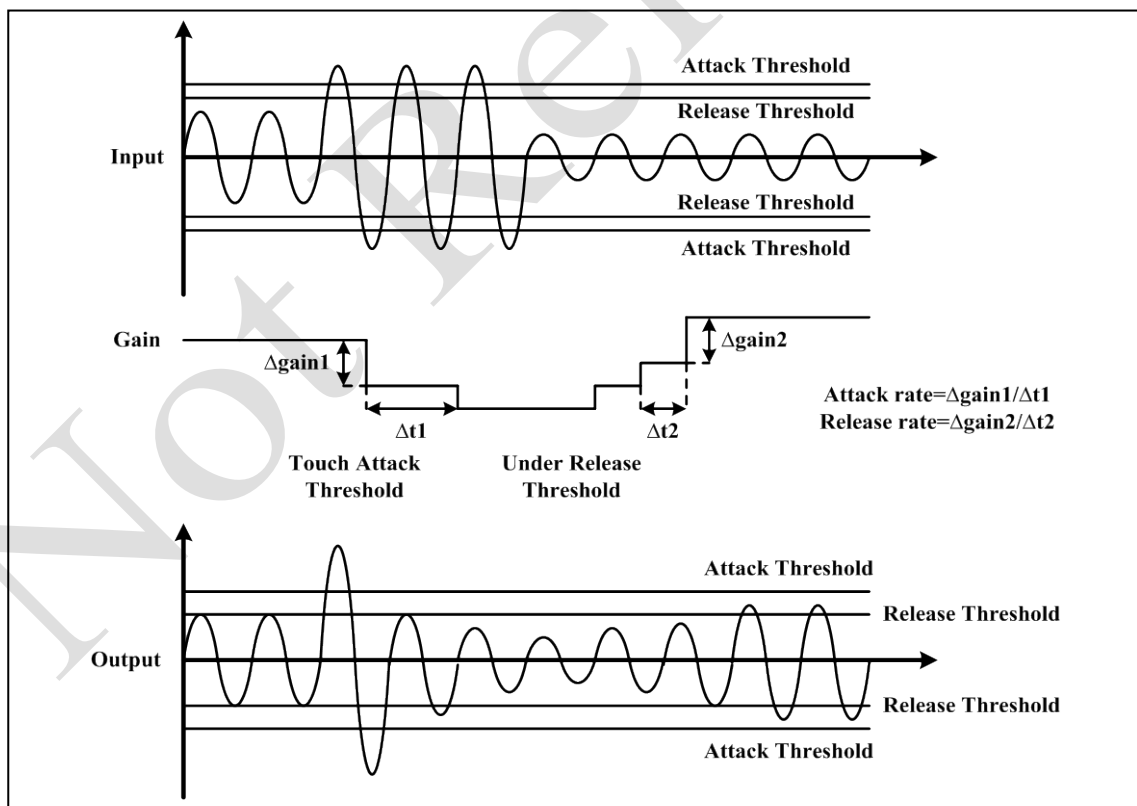 Attack Threshold
Release Threshold
Input
Release Threshold
Attack Threshold
Gain
Δgain1
Δgain2
Attack rate=Δgain1/Δt1
Release rate=Δgain2/Δt2
Δt1
Δt2
Touch Attack
Threshold
Under Release
Threshold
Attack Threshold
Release Threshold
Output
Release Threshold
Attack Threshold
Not